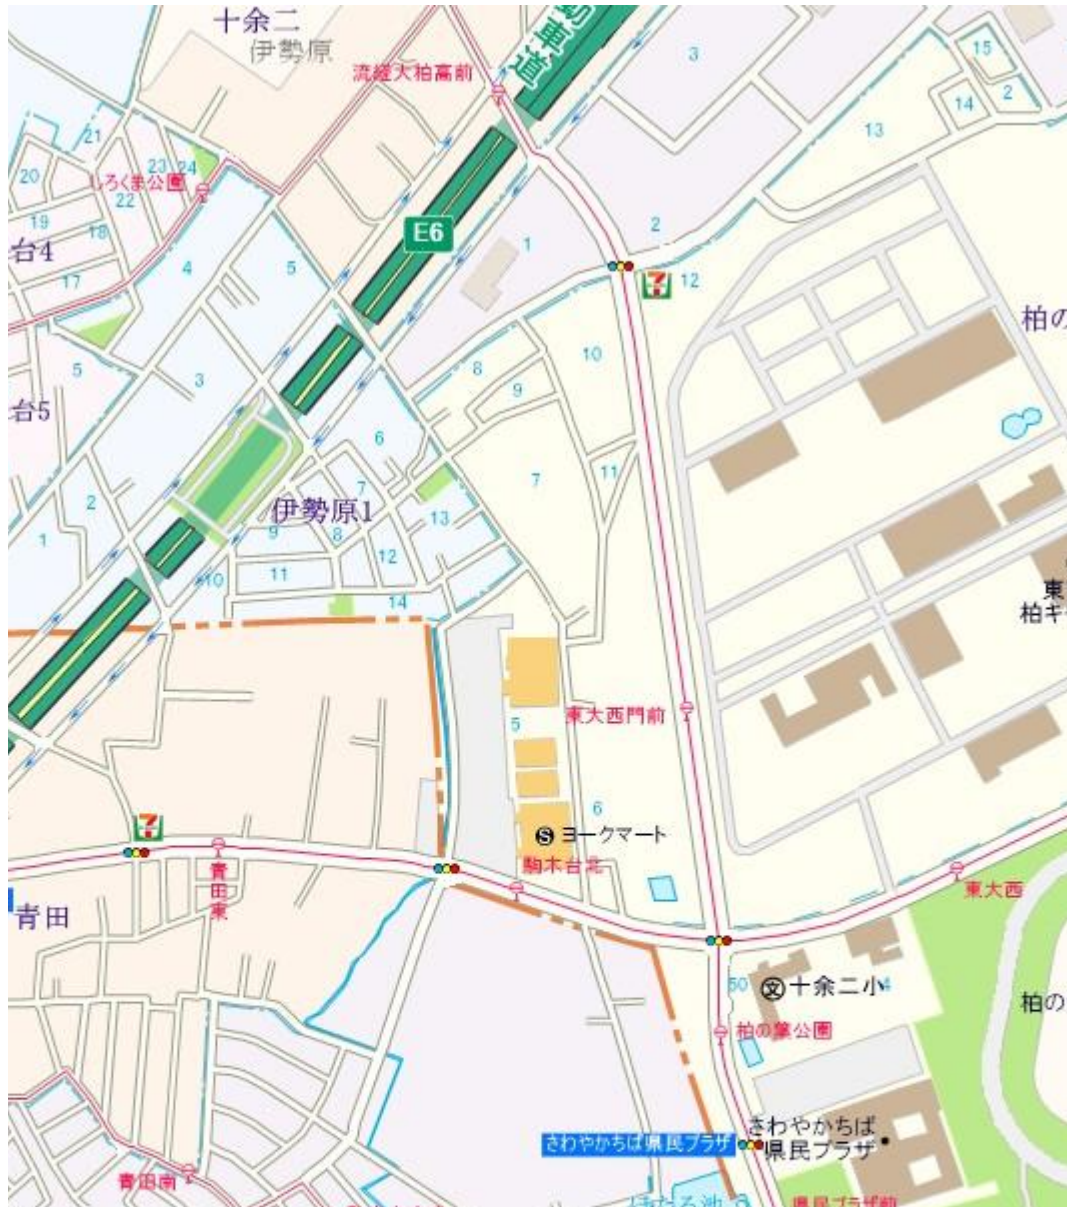 十余二
伊勢原
動車道
流経大柏高前
3
15
14
2
13
21
20
23
24
しろくま公園
22
19
18
台4
17
4
5
E6
1
2
12
柏の
10
8
9
5
3
台5
6
7
11
7
2
伊勢原1
13
1
9
8
12
10
11
14
東
柏キ
東大西門前
5
6
ヨークマート
駒木台北
青田東
東大西
青田
50
十余二小
4
柏の葉公園
柏の
さわやかちば県民プラザ
さわやかちば
県民プラザ
青田南
ほたる池
県民プラザ前